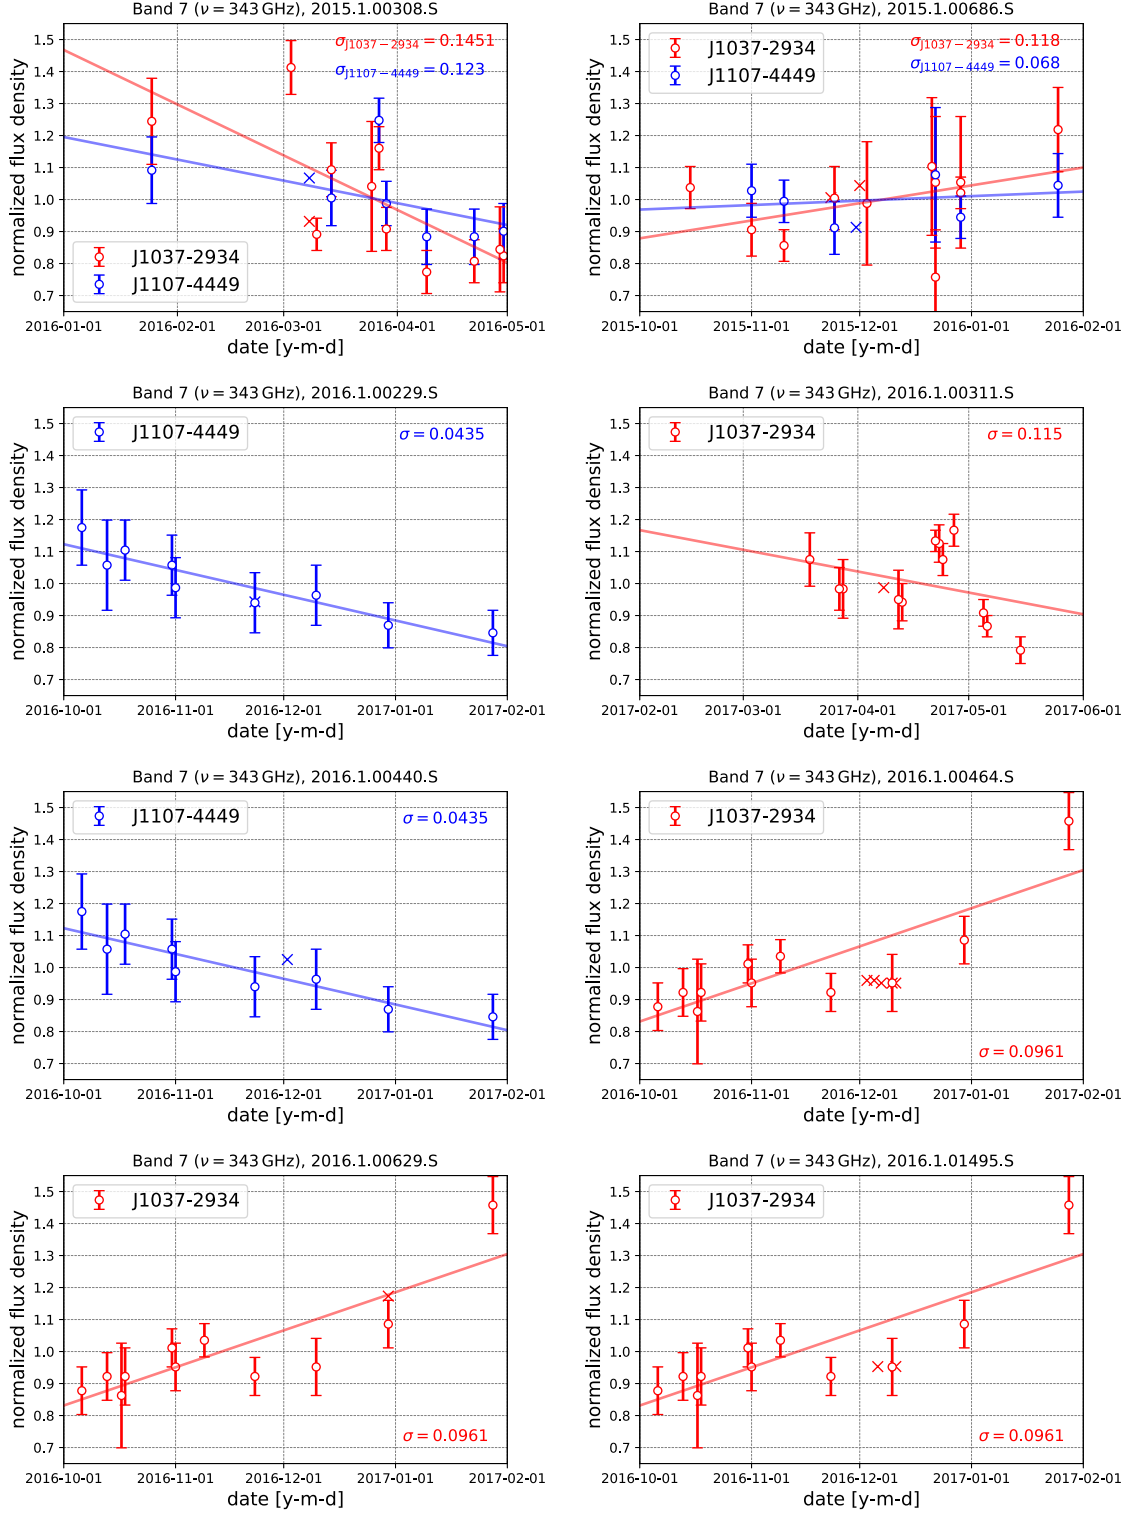 Band 7 (ν = 343 GHz), 2015.1.00308.S
normalized flux density
1.5
1.4
1.3
1.2
1.1
1.0
0.9
0.8
0.7
σJ1037−2934 = 0.1451
σJ1107−4449 = 0.123
J1037-2934
J1107-4449
2016-01-01 2016-02-01 2016-03-01 2016-04-01 2016-05-01
date [y-m-d]
Band 7 (ν = 343 GHz), 2015.1.00686.S
normalized flux density
1.5
1.4
1.3
1.2
1.1
1.0
0.9
0.8
0.7
J1037-2934
J1107-4449
σJ1037−2934 = 0.118
σJ1107−4449 = 0.068
2015-10-01 2015-11-01 2015-12-01 2016-01-01 2016-02-01
date [y-m-d]
Band 7 (ν = 343 GHz), 2016.1.00229.S
normalized flux density
1.5
1.4
1.3
1.2
1.1
1.0
0.9
0.8
0.7
J1107-4449
σ = 0.0435
2016-10-01 2016-11-01 2016-12-01 2017-01-01 2017-02-01
date [y-m-d]
Band 7 (ν = 343 GHz), 2016.1.00311.S
normalized flux density
1.5
1.4
1.3
1.2
1.1
1.0
0.9
0.8
0.7
J1037-2934
σ = 0.115
2017-02-01 2017-03-01 2017-04-01 2017-05-01 2017-06-01
date [y-m-d]
Band 7 (ν = 343 GHz), 2016.1.00440.S
normalized flux density
1.5
1.4
1.3
1.2
1.1
1.0
0.9
0.8
0.7
J1107-4449
σ = 0.0435
2016-10-01 2016-11-01 2016-12-01 2017-01-01 2017-02-01
date [y-m-d]
Band 7 (ν = 343 GHz), 2016.1.00464.S
normalized flux density
1.5
1.4
1.3
1.2
1.1
1.0
0.9
0.8
0.7
J1037-2934
σ = 0.0961
2016-10-01 2016-11-01 2016-12-01 2017-01-01 2017-02-01
date [y-m-d]
Band 7 (ν = 343 GHz), 2016.1.00629.S
normalized flux density
1.5
1.4
1.3
1.2
1.1
1.0
0.9
0.8
0.7
J1037-2934
σ = 0.0961
2016-10-01 2016-11-01 2016-12-01 2017-01-01 2017-02-01
date [y-m-d]
Band 7 (ν = 343 GHz), 2016.1.01495.S
normalized flux density
1.5
1.4
1.3
1.2
1.1
1.0
0.9
0.8
0.7
J1037-2934
σ = 0.0961
2016-10-01 2016-11-01 2016-12-01 2017-01-01 2017-02-01
date [y-m-d]